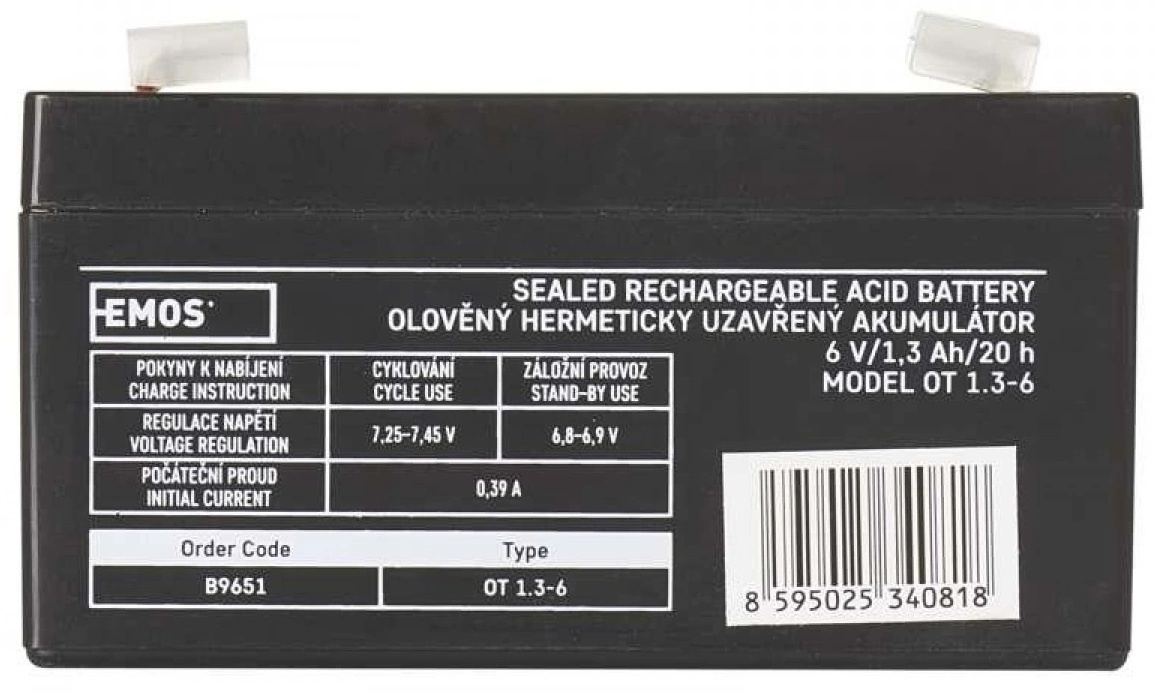 EMOS
SEALED RECHARGEABLE ACID BATTERY
OLOVĚNÝ HERMETICKY UZAVŘENÝ AKUMULÁTOR
6 V/1,3 Ah/20 h
MODEL OT 1.3-6
POKYNY K NABÍJENÍ
CHARGE INSTRUCTION
CYKLOVÁNÍ
CYCLE USE
ZÁLOŽNÍ PROVOZ
STAND-BY USE
REGULACE NAPĚTÍ
VOLTAGE REGULATION
7,25–7,45 V
6,8–6,9 V
POČÁTEČNÍ PROUD
INITIAL CURRENT
0,39 A
Order Code Type
B9651 OT 1.3-6
8 595025 340818